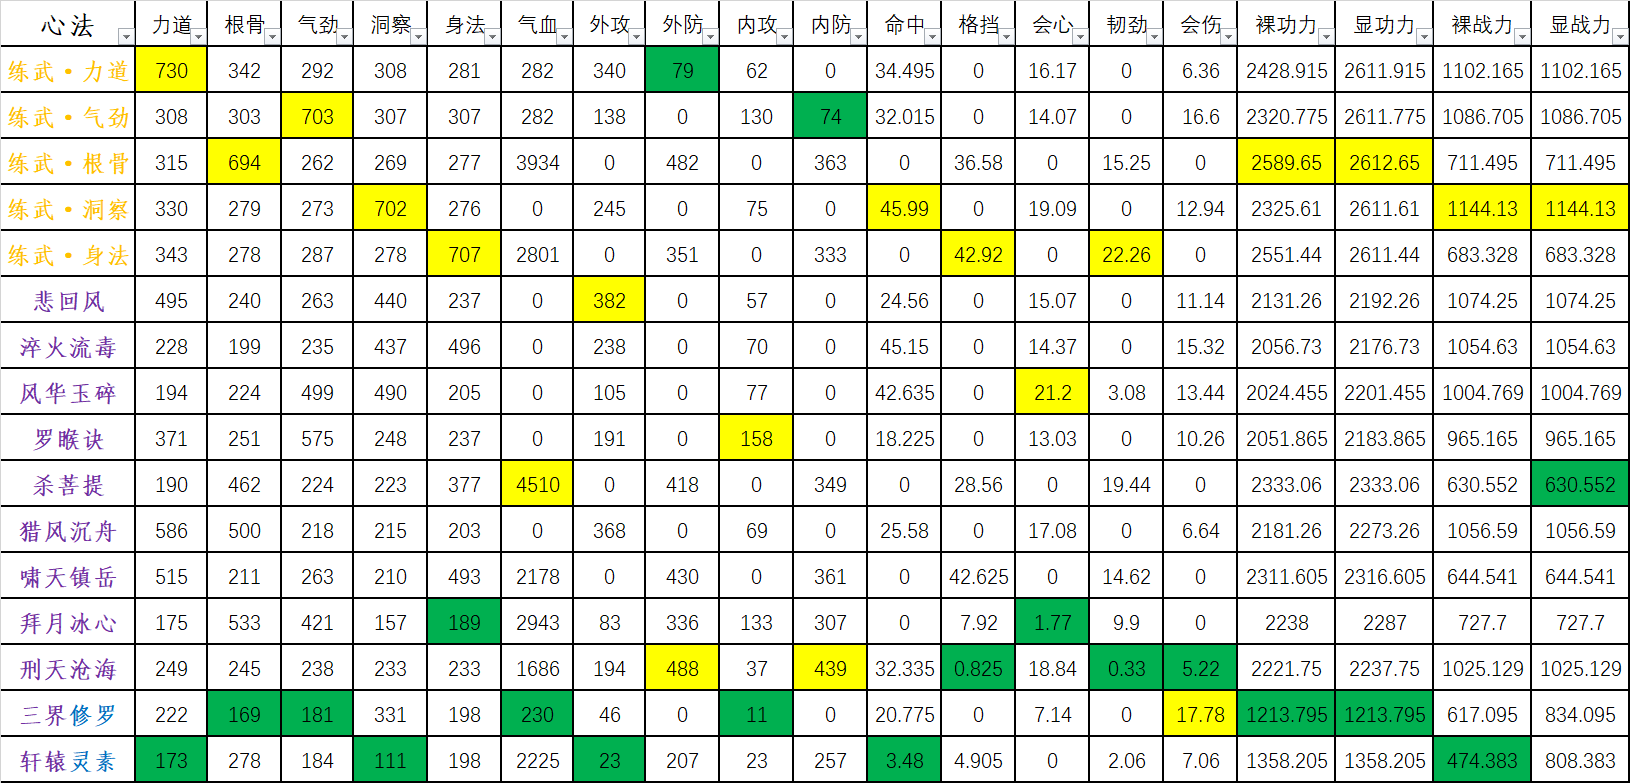 心法 力道 根骨 气劲 洞察 身法 气血 外攻 外防 内攻 内防 命中 格挡 会心 韧劲 会伤 裸功力 显功力 裸战力 显战力
练武·力道 730 342 292 308 281 282 340 79 62 0 34.495 0 16.17 0 6.36 2428.915 2611.915 1102.165 1102.165
练武·气劲 308 303 703 307 307 282 138 0 130 74 32.015 0 14.07 0 16.6 2320.775 2611.775 1086.705 1086.705
练武·根骨 315 694 262 269 277 3934 0 482 0 363 0 36.58 0 15.25 0 2589.65 2612.65 711.495 711.495
练武·洞察 330 279 273 702 276 0 245 0 75 0 45.99 0 19.09 0 12.94 2325.61 2611.61 1144.13 1144.13
练武·身法 343 278 287 278 707 2801 0 351 0 333 0 42.92 0 22.26 0 2551.44 2611.44 683.328 683.328
悲回风 495 240 263 440 237 0 382 0 57 0 24.56 0 15.07 0 11.14 2131.26 2192.26 1074.25 1074.25
淬火流毒 228 199 235 437 496 0 238 0 70 0 45.15 0 14.37 0 15.32 2056.73 2176.73 1054.63 1054.63
风华玉碎 194 224 499 490 205 0 105 0 77 0 42.635 0 21.2 3.08 13.44 2024.455 2201.455 1004.769 1004.769
罗睺诀 371 251 575 248 237 0 191 0 158 0 18.225 0 13.03 0 10.26 2051.865 2183.865 965.165 965.165
杀菩提 190 462 224 223 377 4510 0 418 0 349 0 28.56 0 19.44 0 2333.06 2333.06 630.552 630.552
猎风沉舟 586 500 218 215 203 0 368 0 69 0 25.58 0 17.08 0 6.64 2181.26 2273.26 1056.59 1056.59
啸天镇岳 515 211 263 210 493 2178 0 430 0 361 0 42.625 0 14.62 0 2311.605 2316.605 644.541 644.541
拜月冰心 175 533 421 157 189 2943 83 336 133 307 0 7.92 1.77 9.9 0 2238 2287 727.7 727.7
刑天沧海 249 245 238 233 233 1686 194 488 37 439 32.335 0.825 18.84 0.33 5.22 2221.75 2237.75 1025.129 1025.129
三界修罗 222 169 181 331 198 230 46 0 11 0 20.775 0 7.14 0 17.78 1213.795 1213.795 617.095 834.095
轩辕灵素 173 278 184 111 198 2225 23 207 23 257 3.48 4.905 0 2.06 7.06 1358.205 1358.205 474.383 808.383